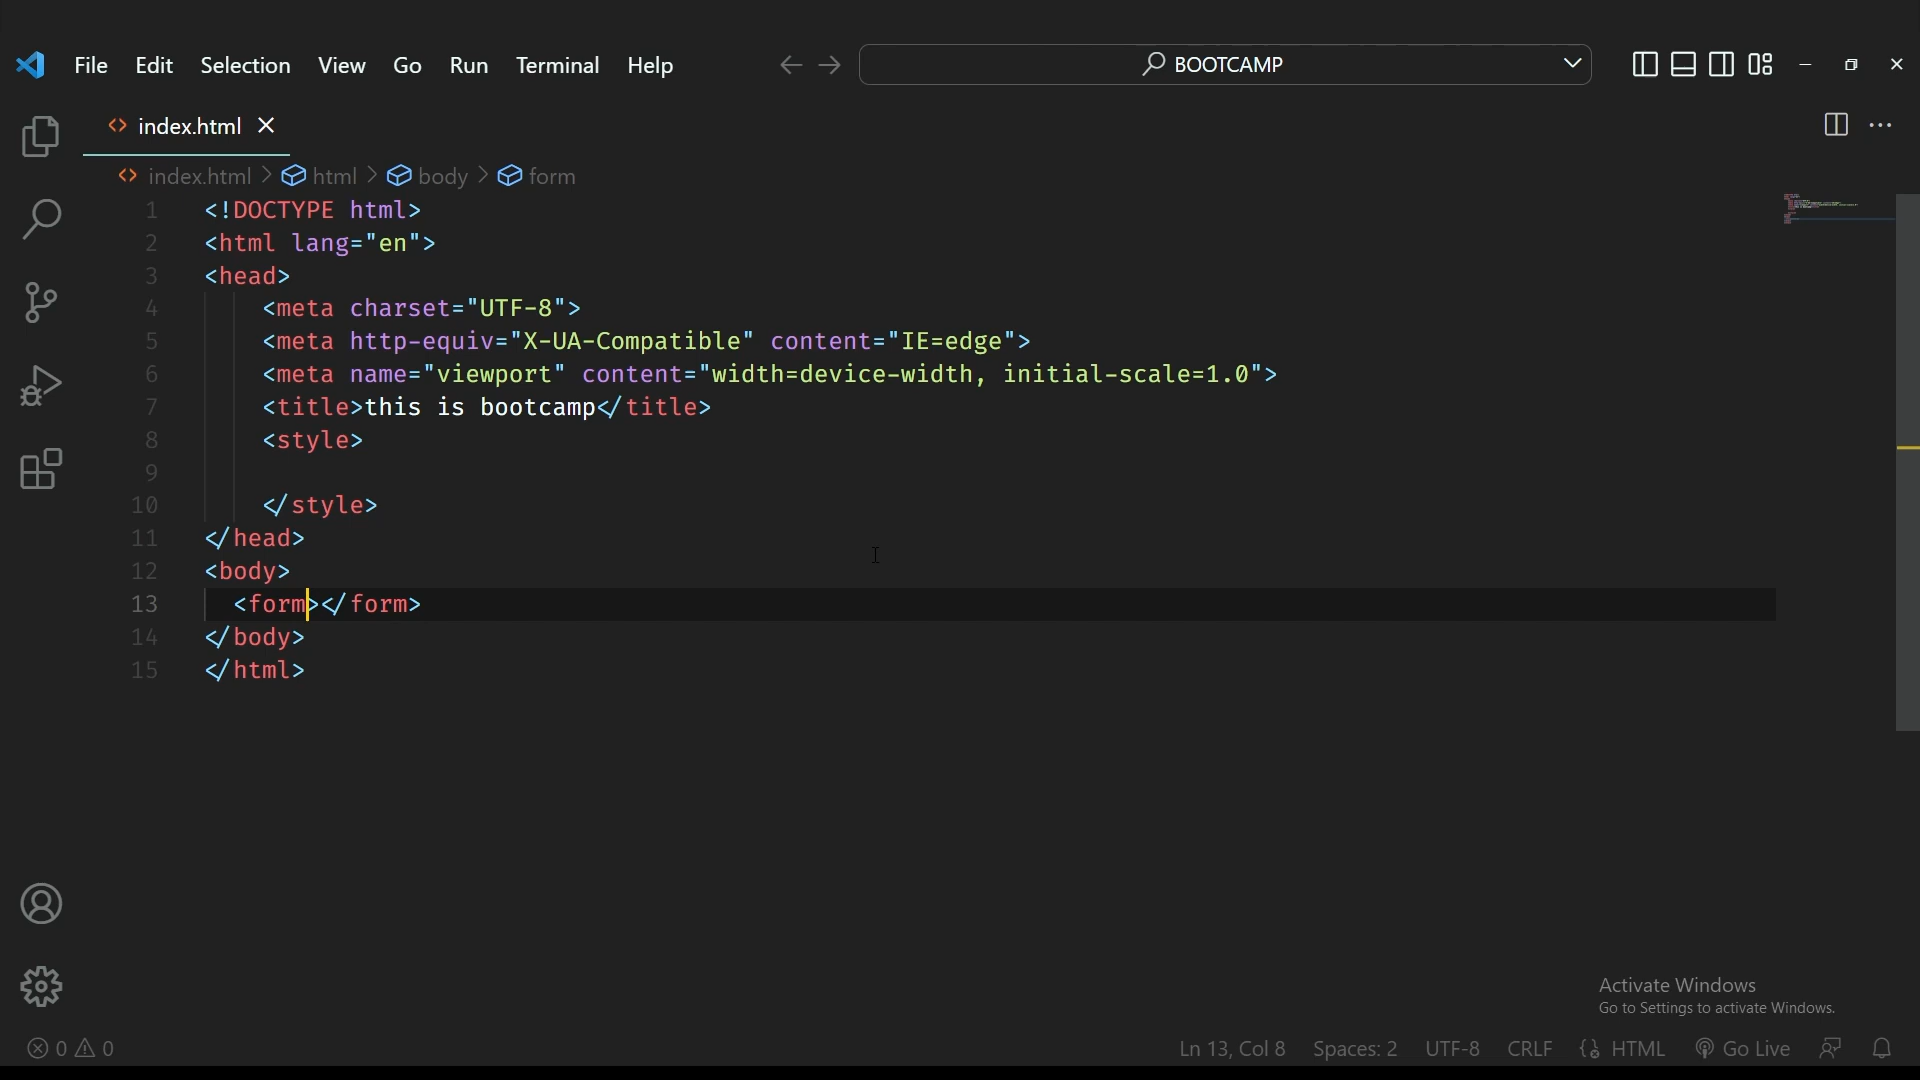 File Edit Selection View Go Run Terminal Help BOOTCAMP
index.html
index.html > html > body > form
1 <!DOCTYPE html>
2 <html lang="en">
3 <head>
4 <meta charset="UTF-8">
5 <meta http-equiv="X-UA-Compatible" content="IE=edge">
6 <meta name="viewport" content="width=device-width, initial-scale=1.0">
7 <title>this is bootcamp</title>
8 <style>
9
10 </style>
11 </head>
12 <body>
13 <form></form>
14 </body>
15 </html>
Activate Windows
Go to Settings to activate Windows.
0 0 Ln 13, Col 8 Spaces: 2 UTF-8 CRLF HTML Go Live